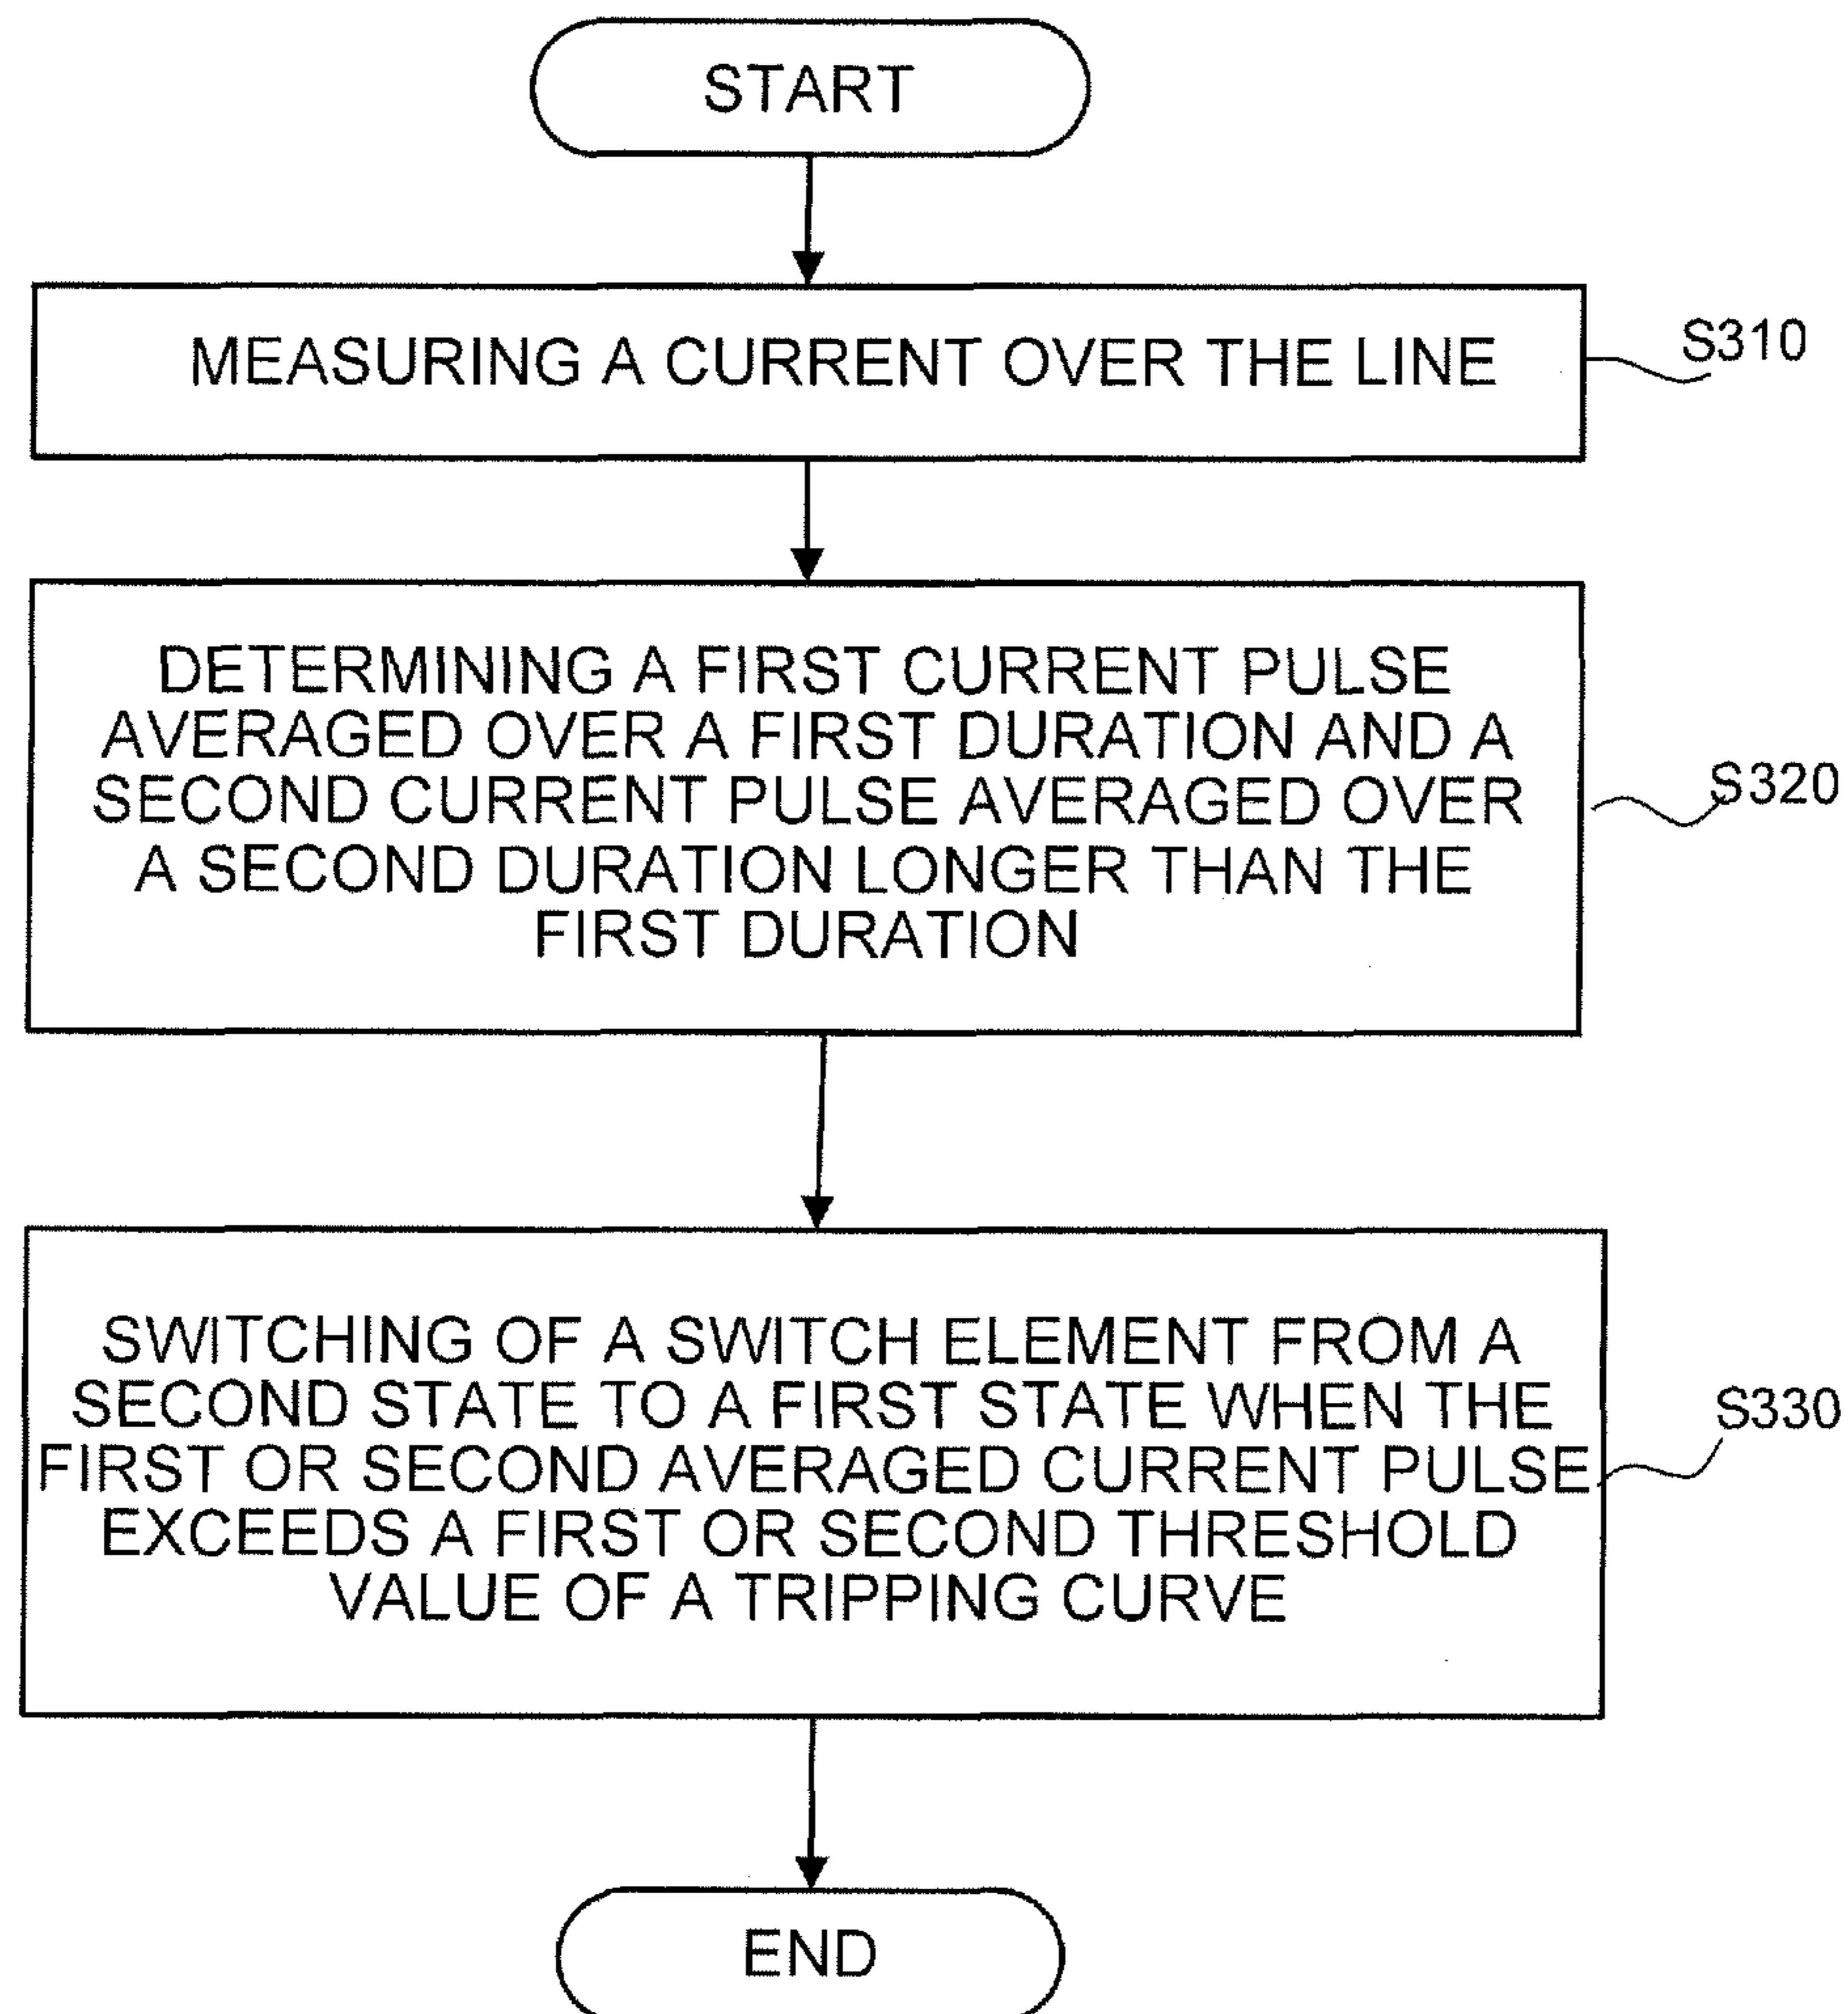 START
MEASURING A CURRENT OVER THE LINE
S310
DETERMINING A FIRST CURRENT PULSE
AVERAGED OVER A FIRST DURATION AND A
SECOND CURRENT PULSE AVERAGED OVER
A SECOND DURATION LONGER THAN THE
FIRST DURATION
S320
SWITCHING OF A SWITCH ELEMENT FROM A
SECOND STATE TO A FIRST STATE WHEN THE
FIRST OR SECOND AVERAGED CURRENT PULSE
EXCEEDS A FIRST OR SECOND THRESHOLD
VALUE OF A TRIPPING CURVE
S330
END